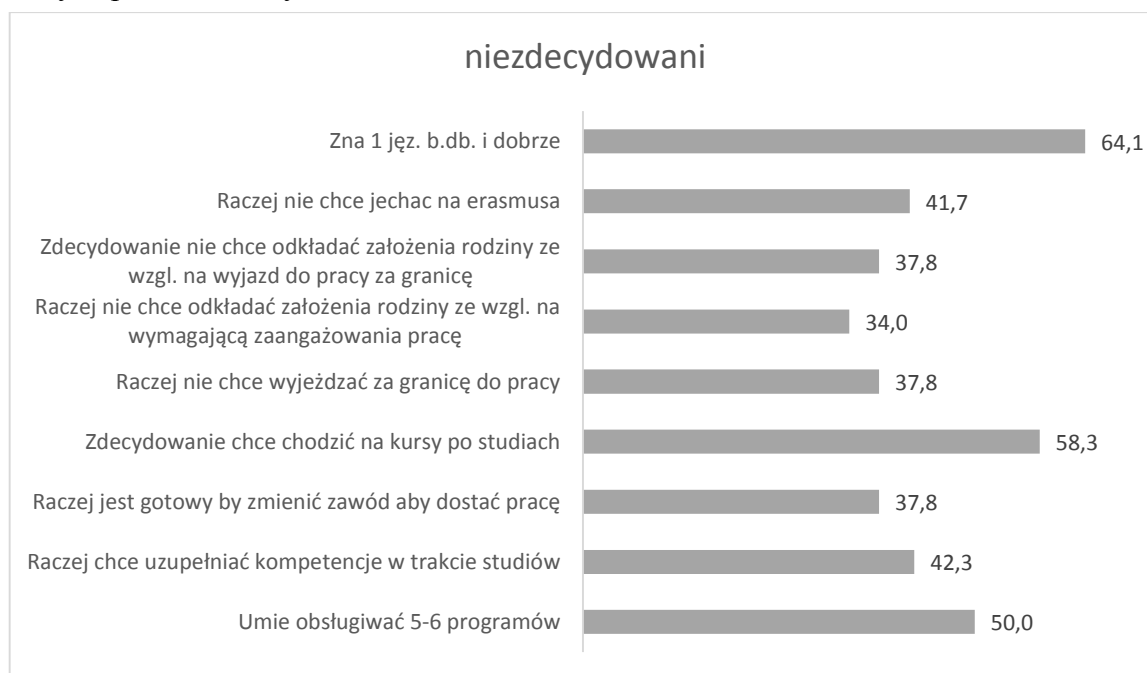 niezdecydowani
Zna 1 jęz. b.db. i dobrze
64,1
Raczej nie chce jechac na erasmusa
41,7
Zdecydowanie nie chce odkładać założenia rodziny ze
wzgl. na wyjazd do pracy za granicę
37,8
Raczej nie chce odkładać założenia rodziny ze wzgl. na
wymagającą zaangażowania pracę
34,0
Raczej nie chce wyjeżdzać za granicę do pracy
37,8
Zdecydowanie chce chodzić na kursy po studiach
58,3
Raczej jest gotowy by zmienić zawód aby dostać pracę
37,8
Raczej chce uzupełniać kompetencje w trakcie studiów
42,3
Umie obsługiwać 5-6 programów
50,0